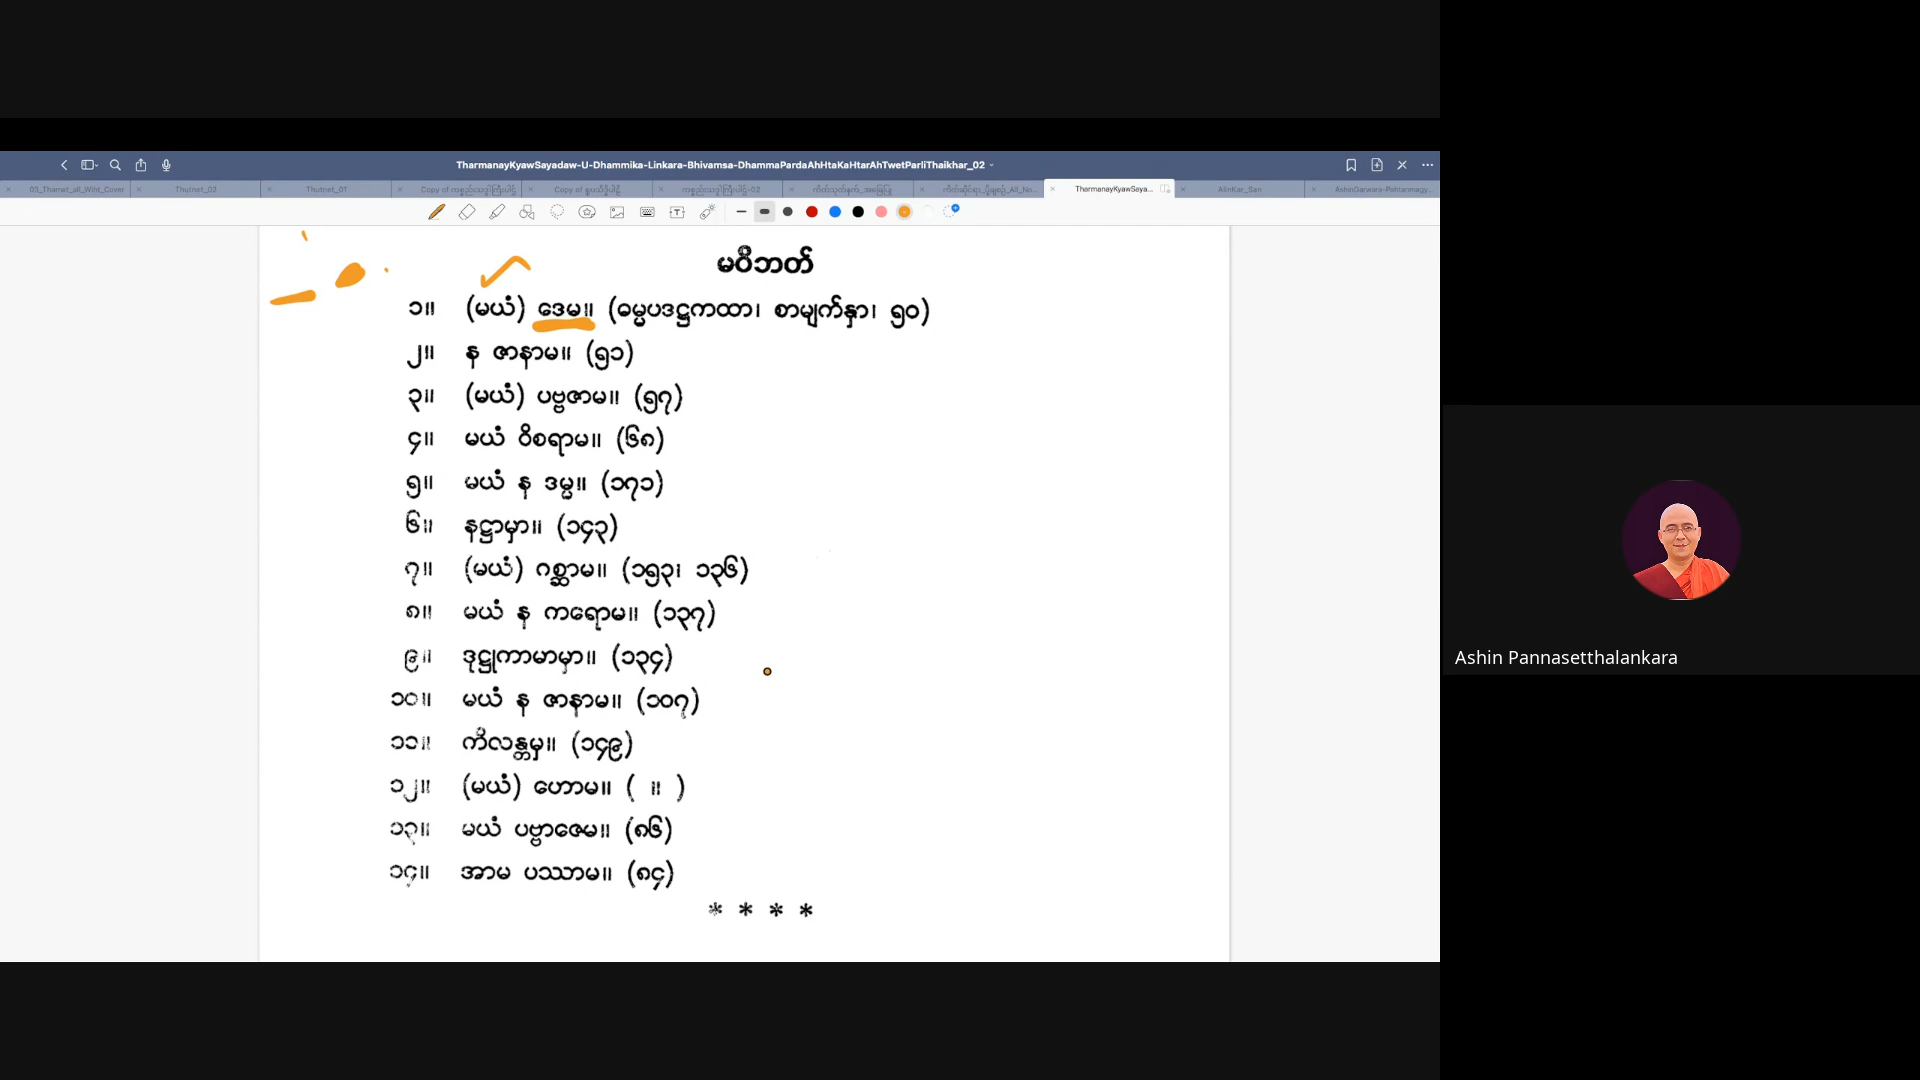 TharmanayKyawSayadaw-U-Dhammika-Linkara-Bhivamsa-DhammaPardaAhHtaKaHtarAhTwetParliThaikhar_02
03_Thamet_all_Wiht_Cover
Thutnet_02
Thutnet_01
TharmanayKyawSaya...
AlinKar_San
AshinGarwara-Pahtanmagy...
မဝိဘတ်
၁။ (မယံ) ဒေမ။ (ဓမ္မပဒဋ္ဌကထာ၊ စာမျက်နှာ၊ ၅၀)
၂။ န ဇာနာမ။ (၅၁)
၃။ (မယံ) ပဗ္ဗဇာမ။ (၅၇)
၄။ မယံ ဝိစရာမ။ (၆၈)
၅။ မယံ န ဒမ္မ။ (၁၇၁)
၆။ နဋ္ဌာမှာ။ (၁၄၃)
၇။ (မယံ) ဂစ္ဆာမ။ (၁၅၃၊ ၁၃၆)
၈။ မယံ န ကရောမ။ (၁၃၇)
၉။ ဒုဋ္ဌုကာမာမှာ။ (၁၃၄)
၁၀။ မယံ န ဇာနာမ။ (၁၀၇)
၁၁။ ကိလန္တမှ။ (၁၄၉)
၁၂။ (မယံ) ဟောမ။ ( ။ )
၁၃။ မယံ ပဗ္ဗာဇေမ။ (၈၆)
၁၄။ အာမ ပဿာမ။ (၈၄)
* * * *
Ashin Pannasetthalankara